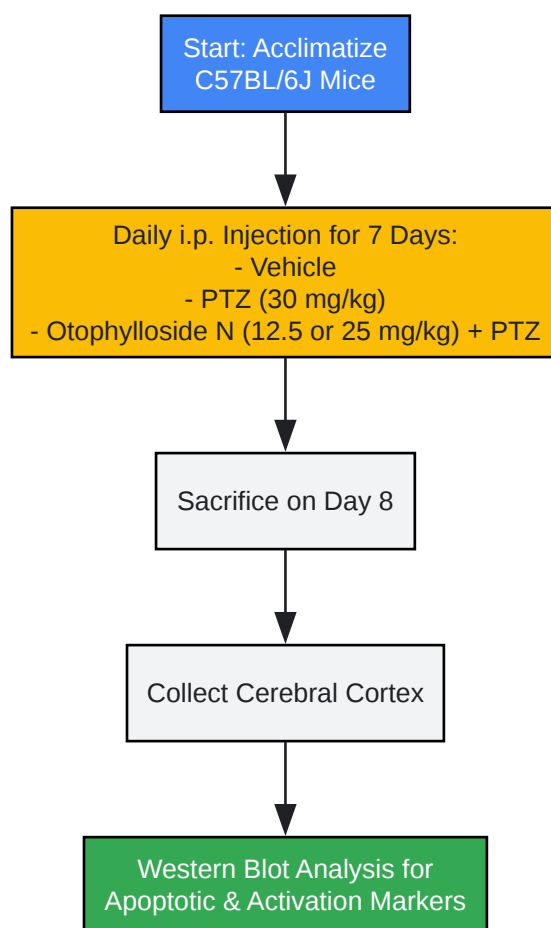 Start: Acclimatize
C57BL/6J Mice
Daily i.p. Injection for 7 Days:
- Vehicle
- PTZ (30 mg/kg)
- Otophylloside N (12.5 or 25 mg/kg) + PTZ
Sacrifice on Day 8
Collect Cerebral Cortex
Western Blot Analysis for
Apoptotic & Activation Markers